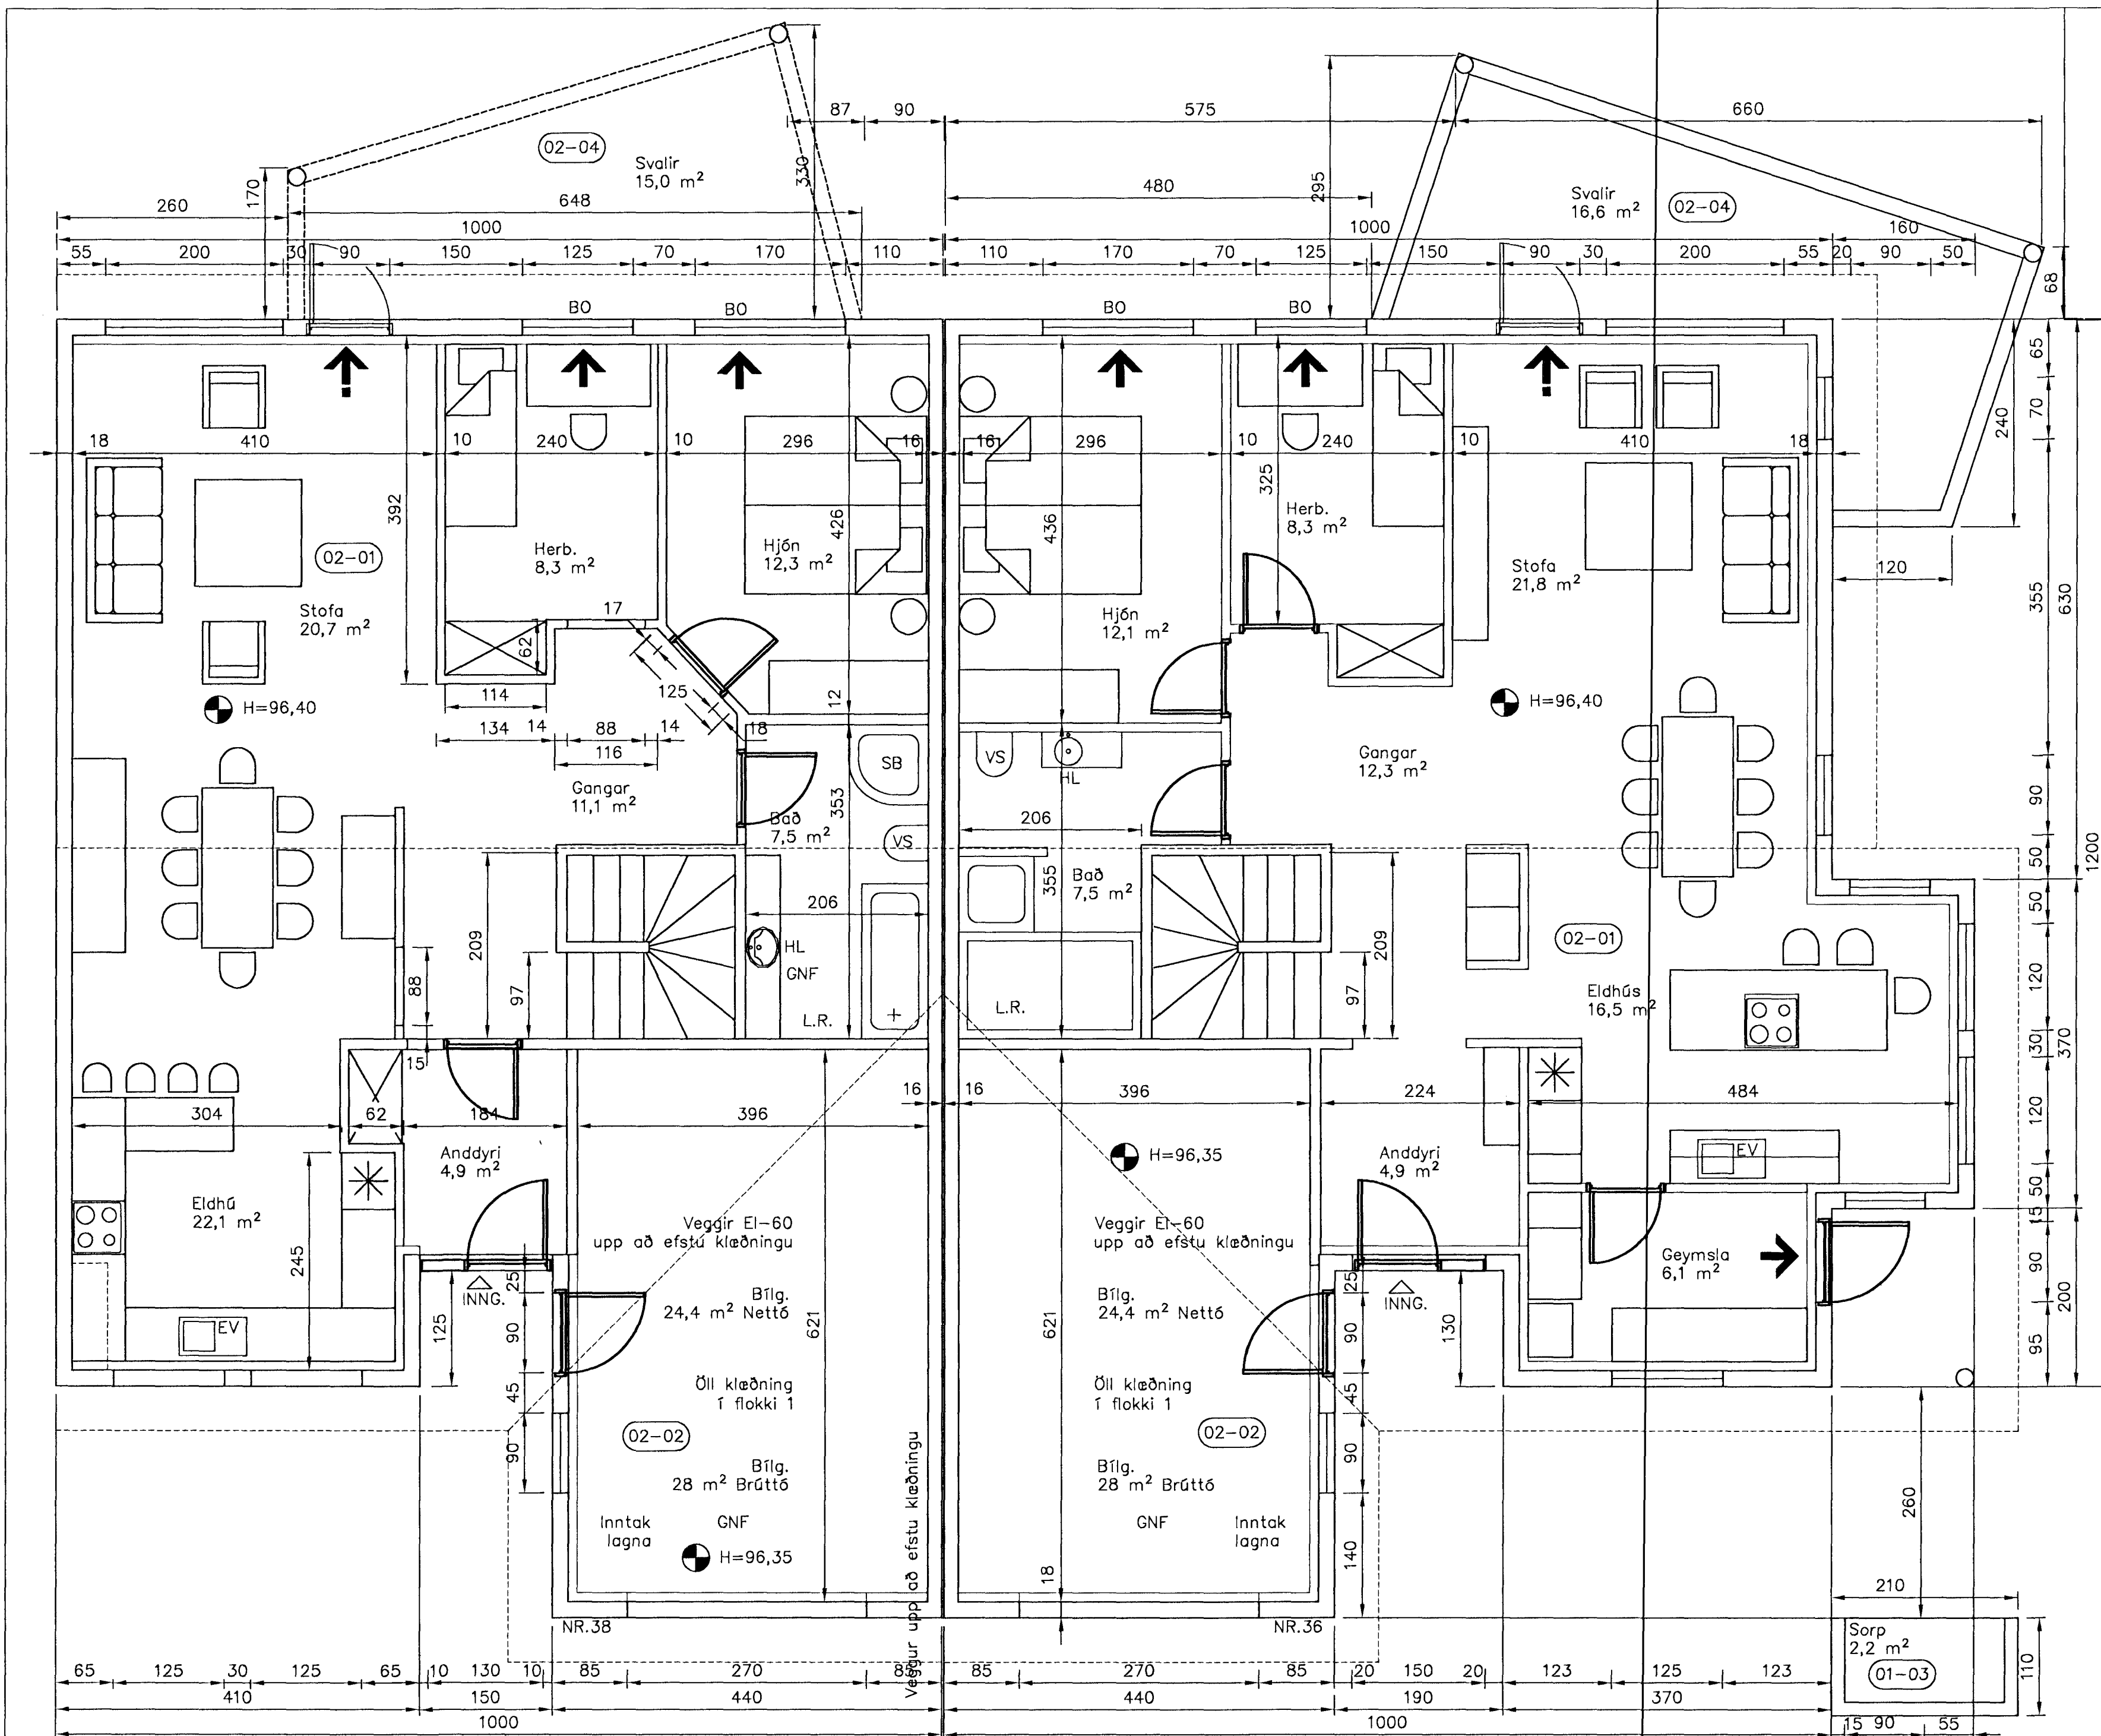 87 90 575 660
02-04
Svalir
15,0 m²
330
170
295
480
Svalir
16,6 m²
02-04
260 648 160
1000 1000
55 200 30 90 150 125 70 170 110 110 170 70 125 150 90 30 200 55 20 90 50
68
BO BO BO BO
65
70
240
18 410 10 240 10 296 16 16 296 10 240 10 410 18
392
426
436
325
Herb.
8,3 m²
Hjón
12,3 m²
Herb.
8,3 m²
02-01
Stofa
20,7 m²
Stofa
21,8 m²
Hjón
12,1 m²
120
355
630
17
62
125
114
12
H=96,40
H=96,40
134 14 88 14 18
116
SB
VS
HL
Gangar
11,1 m²
Gangar
12,3 m²
353
Bað
7,5 m²
VS
206
90
50
1200
355
Bað
7,5 m²
206
209
209
HL
GNF
88
97
97
L.R.
L.R.
02-01
Eldhús
16,5 m²
50
120
30
370
15
16 16
304 62 184 396 396 224 484
120
Anddyri
4,9 m²
H=96,35
Anddyri
4,9 m²
EV
Eldhú
22,1 m²
245
Veggir EI-60
upp að efstu klæðningu
Veggir EI-60
upp að efstu klæðningu
50
15
Geymsla
6,1 m²
90
200
95
INNG.
INNG.
25
25
EV
125
130
90
90
Bílg.
24,4 m² Nettó
Bílg.
24,4 m² Nettó
621
621
Öll klæðning
í flokki 1
Öll klæðning
í flokki 1
45
45
02-02
02-02
90
90
Bílg.
28 m² Brúttó
Bílg.
28 m² Brúttó
Inntak
lagna
GNF
GNF
Inntak
lagna
H=96,35
Veggur upp að efstu klæðningu
18
140
260
210
NR.38
NR.36
Sorp
2,2 m²
01-03
110
65 125 30 125 65 10 130 10 85 270 85 85 270 85 20 150 20 123 125 123
410 150 440 440 190 370
1000 1000
15 90 55